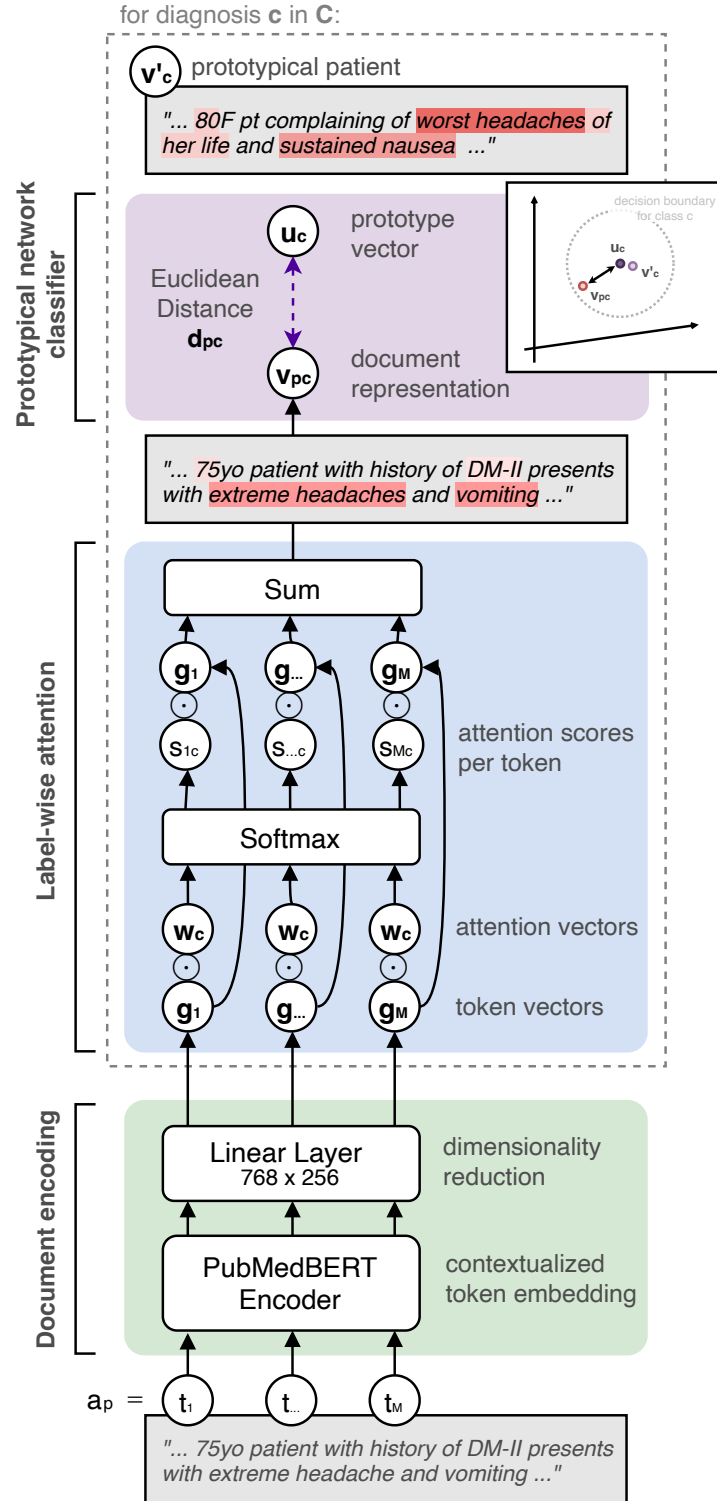 for diagnosis c in C:
v'c prototypical patient
"... 80F pt complaining of worst headaches of
her life and sustained nausea ..."
Prototypical network
classifier
uc
prototype
vector
Euclidean
Distance
dpc
vpc
document
representation
decision boundary
for class c
uc
v'c
vpc
"... 75yo patient with history of DM-II presents
with extreme headaches and vomiting ..."
Label-wise attention
Sum
g1 g... gM
s1c s...c sMc
attention scores
per token
Softmax
wc wc wc
attention vectors
g1 g... gM
token vectors
Document encoding
Linear Layer
768 x 256
dimensionality
reduction
PubMedBERT
Encoder
contextualized
token embedding
ap = t1 t... tM
"... 75yo patient with history of DM-II presents
with extreme headache and vomiting ..."